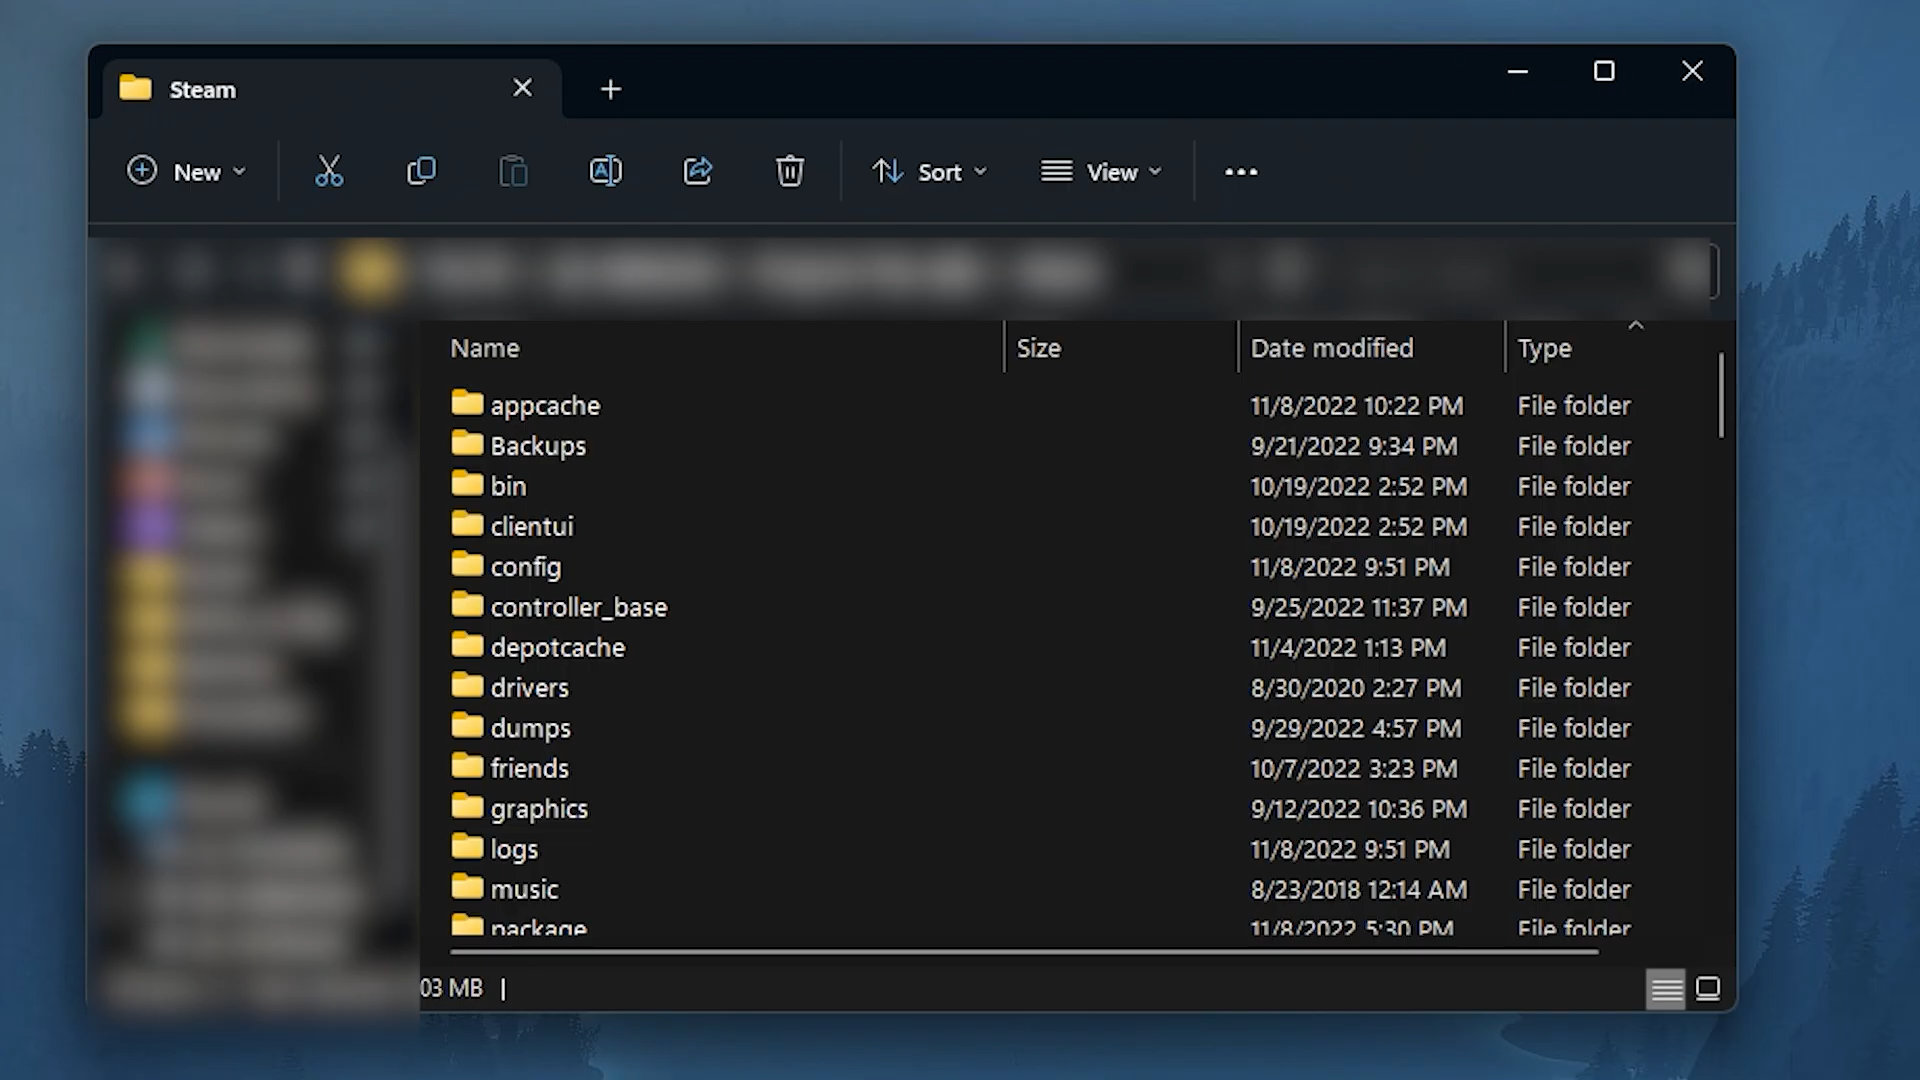 Steam
New Sort View
Name Size Date modified Type
appcache 11/8/2022 10:22 PM File folder
Backups 9/21/2022 9:34 PM File folder
bin 10/19/2022 2:52 PM File folder
clientui 10/19/2022 2:52 PM File folder
config 11/8/2022 9:51 PM File folder
controller_base 9/25/2022 11:37 PM File folder
depotcache 11/4/2022 1:13 PM File folder
drivers 8/30/2020 2:27 PM File folder
dumps 9/29/2022 4:57 PM File folder
friends 10/7/2022 3:23 PM File folder
graphics 9/12/2022 10:36 PM File folder
logs 11/8/2022 9:51 PM File folder
music 8/23/2018 12:14 AM File folder
package 11/8/2022 5:30 PM File folder
03 MB